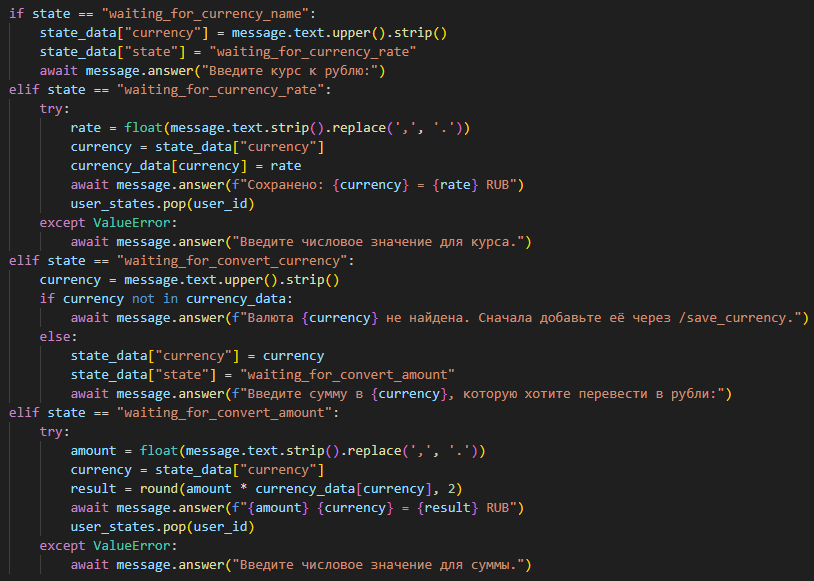 if state == "waiting_for_currency_name":
    state_data["currency"] = message.text.upper().strip()
    state_data["state"] = "waiting_for_currency_rate"
    await message.answer("Введите курс к рублю:")
elif state == "waiting_for_currency_rate":
    try:
        rate = float(message.text.strip().replace(',', '.'))
        currency = state_data["currency"]
        currency_data[currency] = rate
        await message.answer(f"Сохранено: {currency} = {rate} RUB")
        user_states.pop(user_id)
    except ValueError:
        await message.answer("Введите числовое значение для курса.")
elif state == "waiting_for_convert_currency":
    currency = message.text.upper().strip()
    if currency not in currency_data:
        await message.answer(f"Валюта {currency} не найдена. Сначала добавьте её через /save_currency.")
    else:
        state_data["currency"] = currency
        state_data["state"] = "waiting_for_convert_amount"
        await message.answer(f"Введите сумму в {currency}, которую хотите перевести в рубли:")
elif state == "waiting_for_convert_amount":
    try:
        amount = float(message.text.strip().replace(',', '.'))
        currency = state_data["currency"]
        result = round(amount * currency_data[currency], 2)
        await message.answer(f"{amount} {currency} = {result} RUB")
        user_states.pop(user_id)
    except ValueError:
        await message.answer("Введите числовое значение для суммы.")